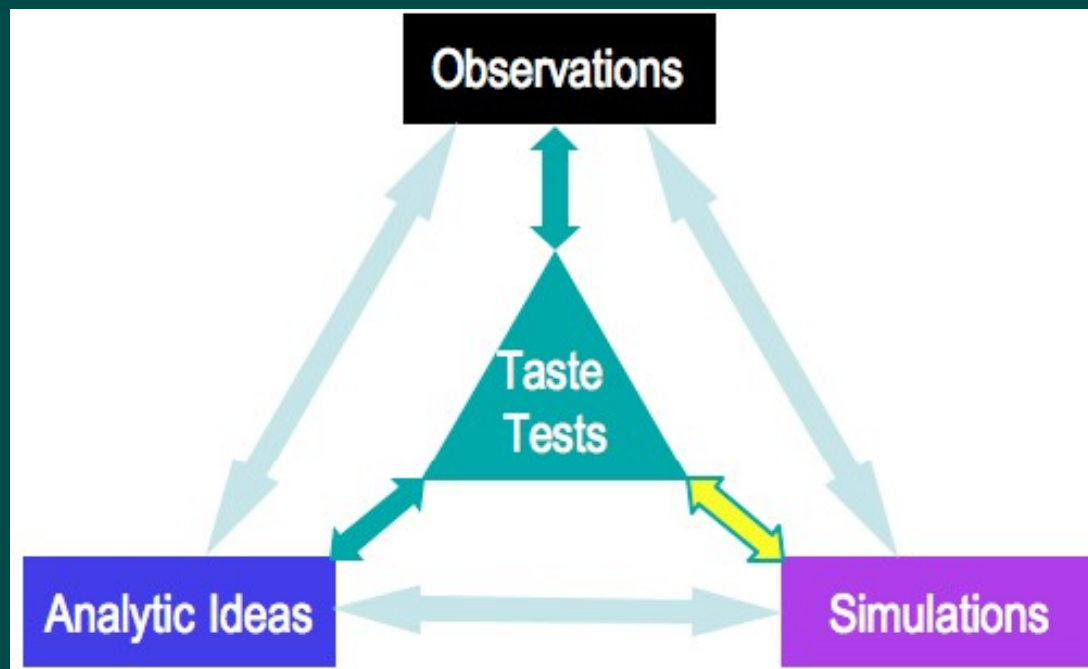 Observations
Taste
Tests
Analytic Ideas
Simulations